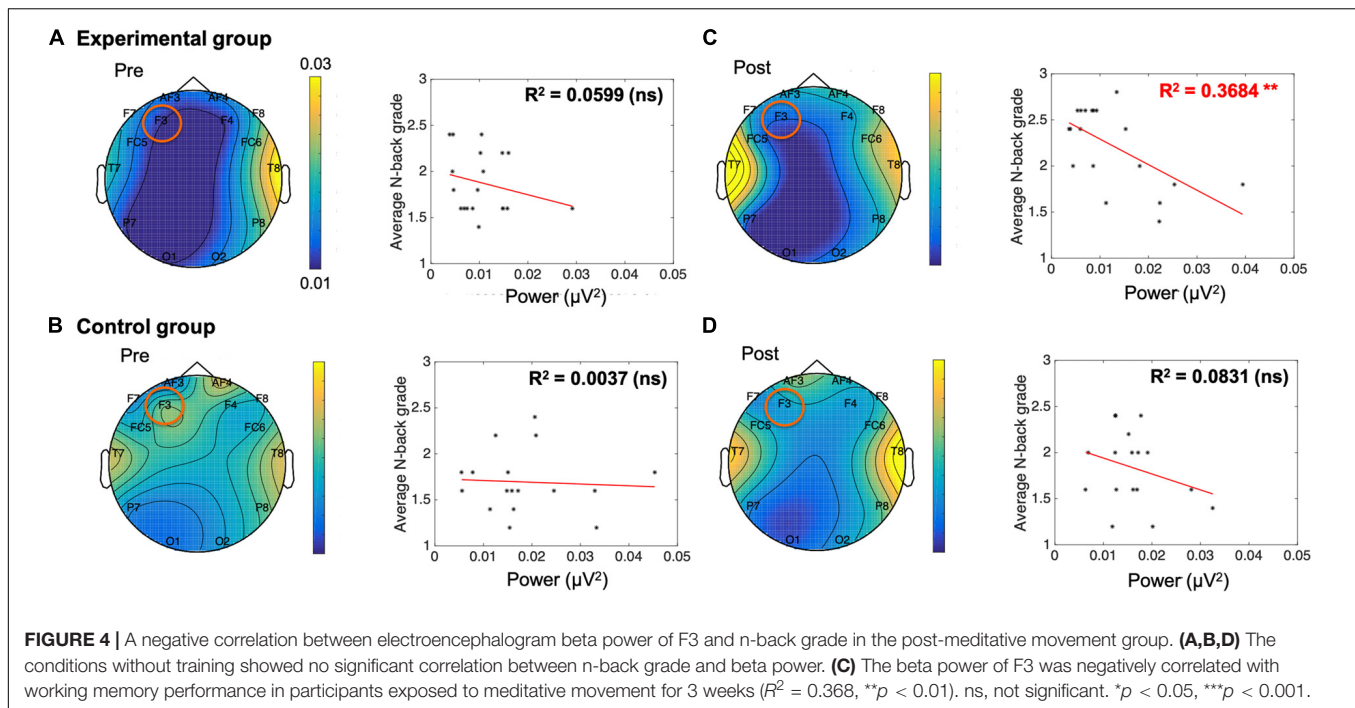 A Experimental group
Pre
0.03
0.01
AF3 AF4
F7 F3 F4 F8
FC5 FC6
T7 T8
P7 P8
O1 O2
R² = 0.0599 (ns)
Average N-back grade
3
2.5
2
1.5
1
0 0.01 0.02 0.03 0.04 0.05
Power (µV²)
C
Post
AF3 AF4
F7 F3 F4 F8
FC5 FC6
T7 T8
P7 P8
O1 O2
R² = 0.3684 **
Average N-back grade
3
2.5
2
1.5
1
0 0.01 0.02 0.03 0.04 0.05
Power (µV²)
B Control group
Pre
AF3 AF4
F7 F3 F4 F8
FC5 FC6
T7 T8
P7 P8
O1 O2
R² = 0.0037 (ns)
Average N-back grade
3
2.5
2
1.5
1
0 0.01 0.02 0.03 0.04 0.05
Power (µV²)
D
Post
AF3 AF4
F7 F3 F4 F8
FC5 FC6
T7 T8
P7 P8
O1 O2
R² = 0.0831 (ns)
Average N-back grade
3
2.5
2
1.5
1
0 0.01 0.02 0.03 0.04 0.05
Power (µV²)
FIGURE 4 | A negative correlation between electroencephalogram beta power of F3 and n-back grade in the post-meditative movement group. (A,B,D) The
conditions without training showed no significant correlation between n-back grade and beta power. (C) The beta power of F3 was negatively correlated with
working memory performance in participants exposed to meditative movement for 3 weeks (R² = 0.368, **p < 0.01). ns, not significant. *p < 0.05, ***p < 0.001.